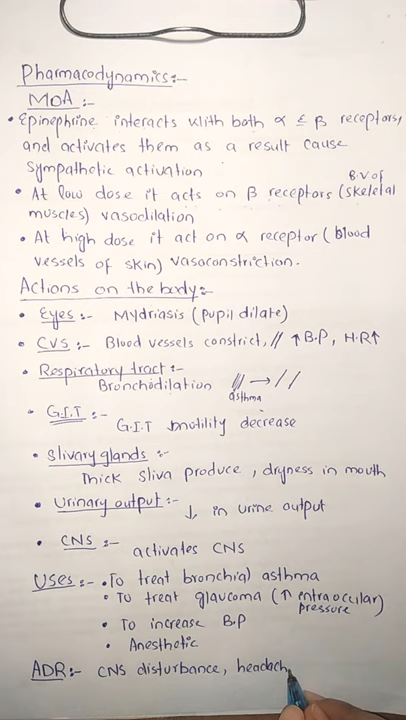 Pharmacodynamics:-
MOA :-
• Epinephrine interacts with both α & β receptors,
and activates them as a result cause
sympathetic activation
• At low dose it acts on β receptors (B.V of skeletal
muscles) vasodilation
• At high dose it act on α receptor ( blood
vessels of skin) vasoconstriction.
Actions on the body:-
• Eyes :- Mydriasis (Pupil dilate)
• CVS :- Blood vessels constrict, // ↑ B.P, H.R↑
• Respiratory tract :-
Bronchodilation /// → //
asthma
• G.I.T :-
G.I.T motility decrease
• Slivary glands :-
Thick sliva produce, dryness in mouth
• Urinary output :- ↓ in urine output
• CNS :- activates CNS
Uses :- • To treat bronchial asthma
• To treat glaucoma (↑ entraoccular pressure)
• To increase B.P
• Anesthetic
ADR:- CNS disturbance, headach